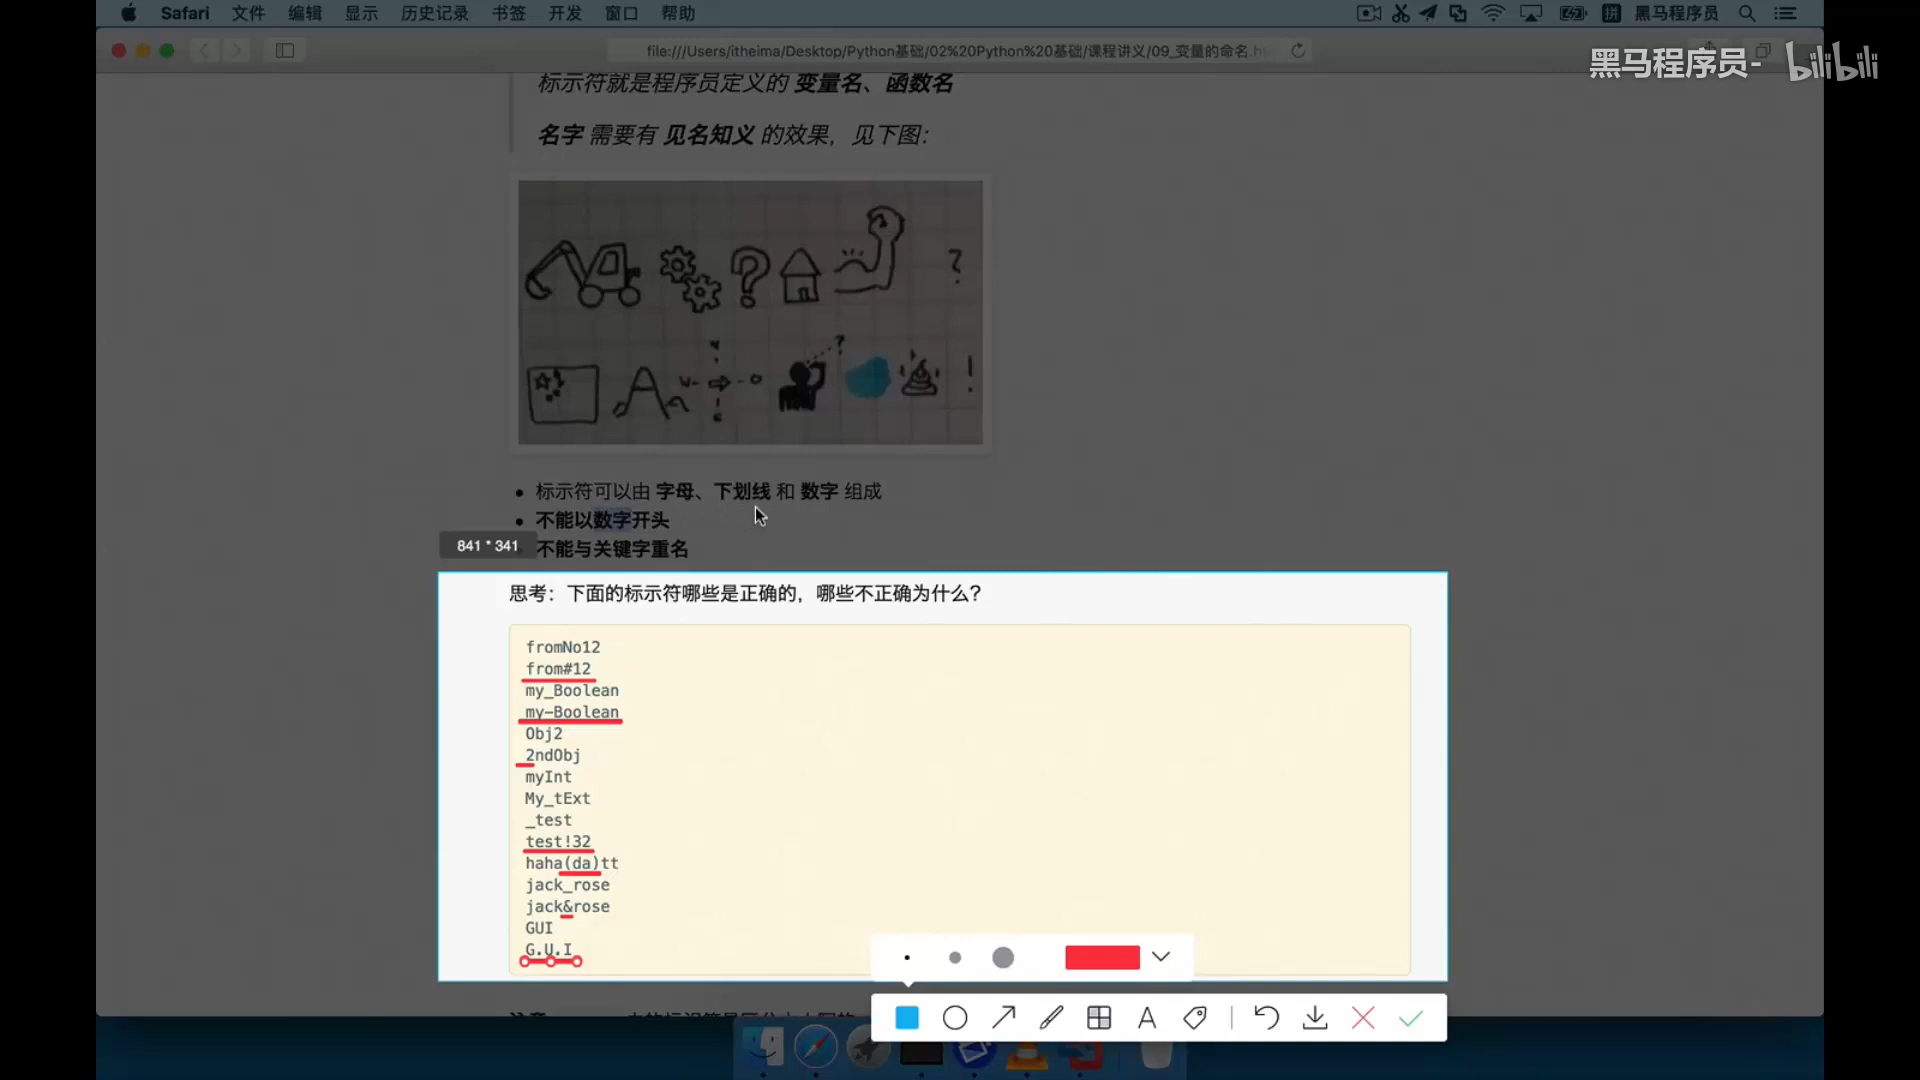 Safari 文件 编辑 显示 历史记录 书签 开发 窗口 帮助 拼 黑马程序员
file:///Users/itheima/Desktop/Python基础/02%20Python%20基础/课程讲义/09_变量的命名.h
黑马程序员- bilibili
标示符就是程序员定义的 变量名、函数名
名字 需要有 见名知义 的效果，见下图：
标示符可以由 字母、下划线 和 数字 组成
不能以数字开头
841 * 341
不能与关键字重名
思考：下面的标示符哪些是正确的，哪些不正确为什么？
fromNo12
from#12
my_Boolean
my-Boolean
Obj2
2ndObj
myInt
My_tExt
_test
test!32
haha(da)tt
jack_rose
jack&rose
GUI
G.U.I